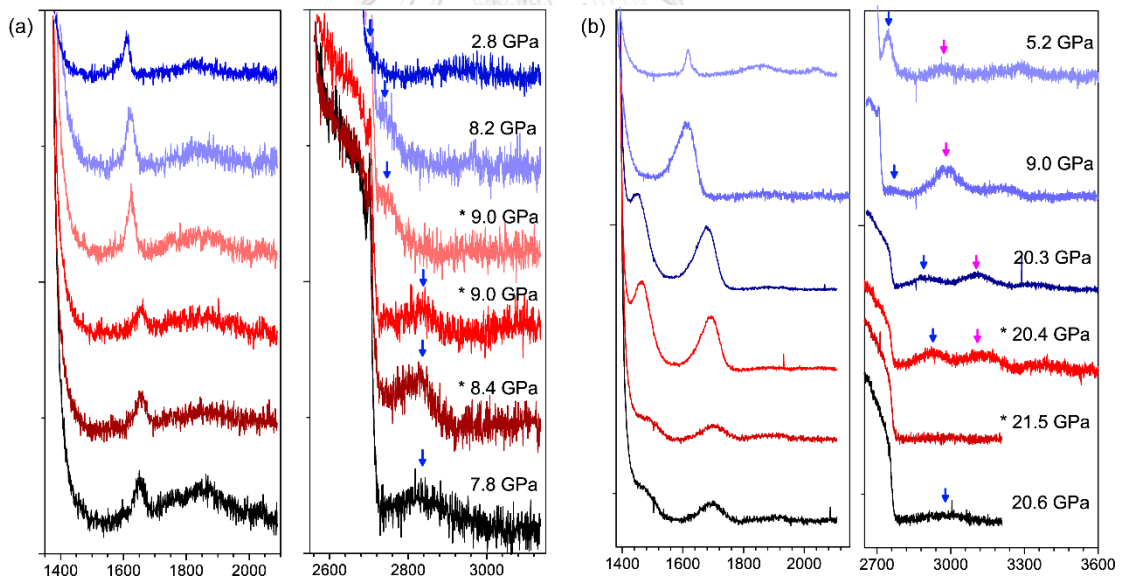 (a)
2.8 GPa
8.2 GPa
* 9.0 GPa
* 9.0 GPa
* 8.4 GPa
7.8 GPa
1400 1600 1800 2000 2600 2800 3000
(b)
5.2 GPa
9.0 GPa
20.3 GPa
* 20.4 GPa
* 21.5 GPa
20.6 GPa
1400 1600 1800 2000 2700 3000 3300 3600